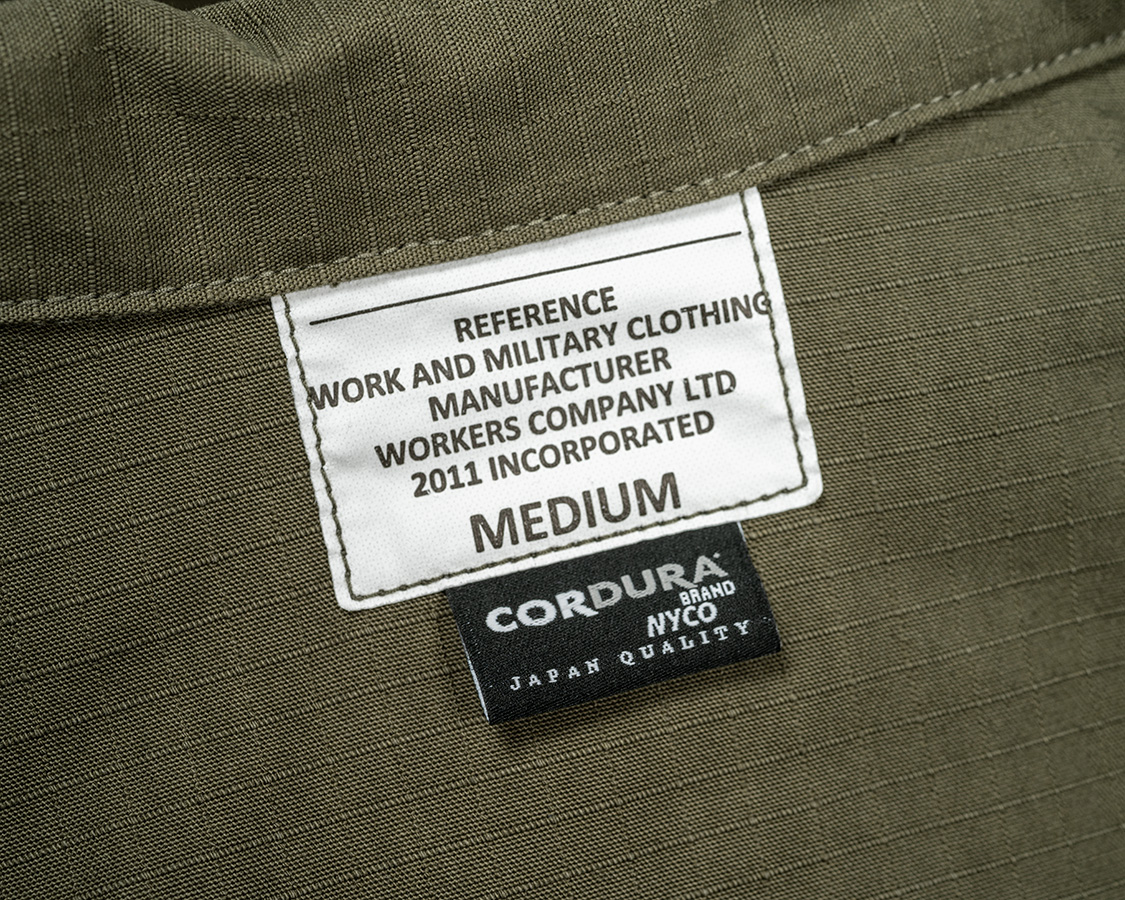 REFERENCE
WORK AND MILITARY CLOTHING
MANUFACTURER
WORKERS COMPANY LTD
2011 INCORPORATED
MEDIUM
CORDURA
BRAND
NYCO
JAPAN QUALITY